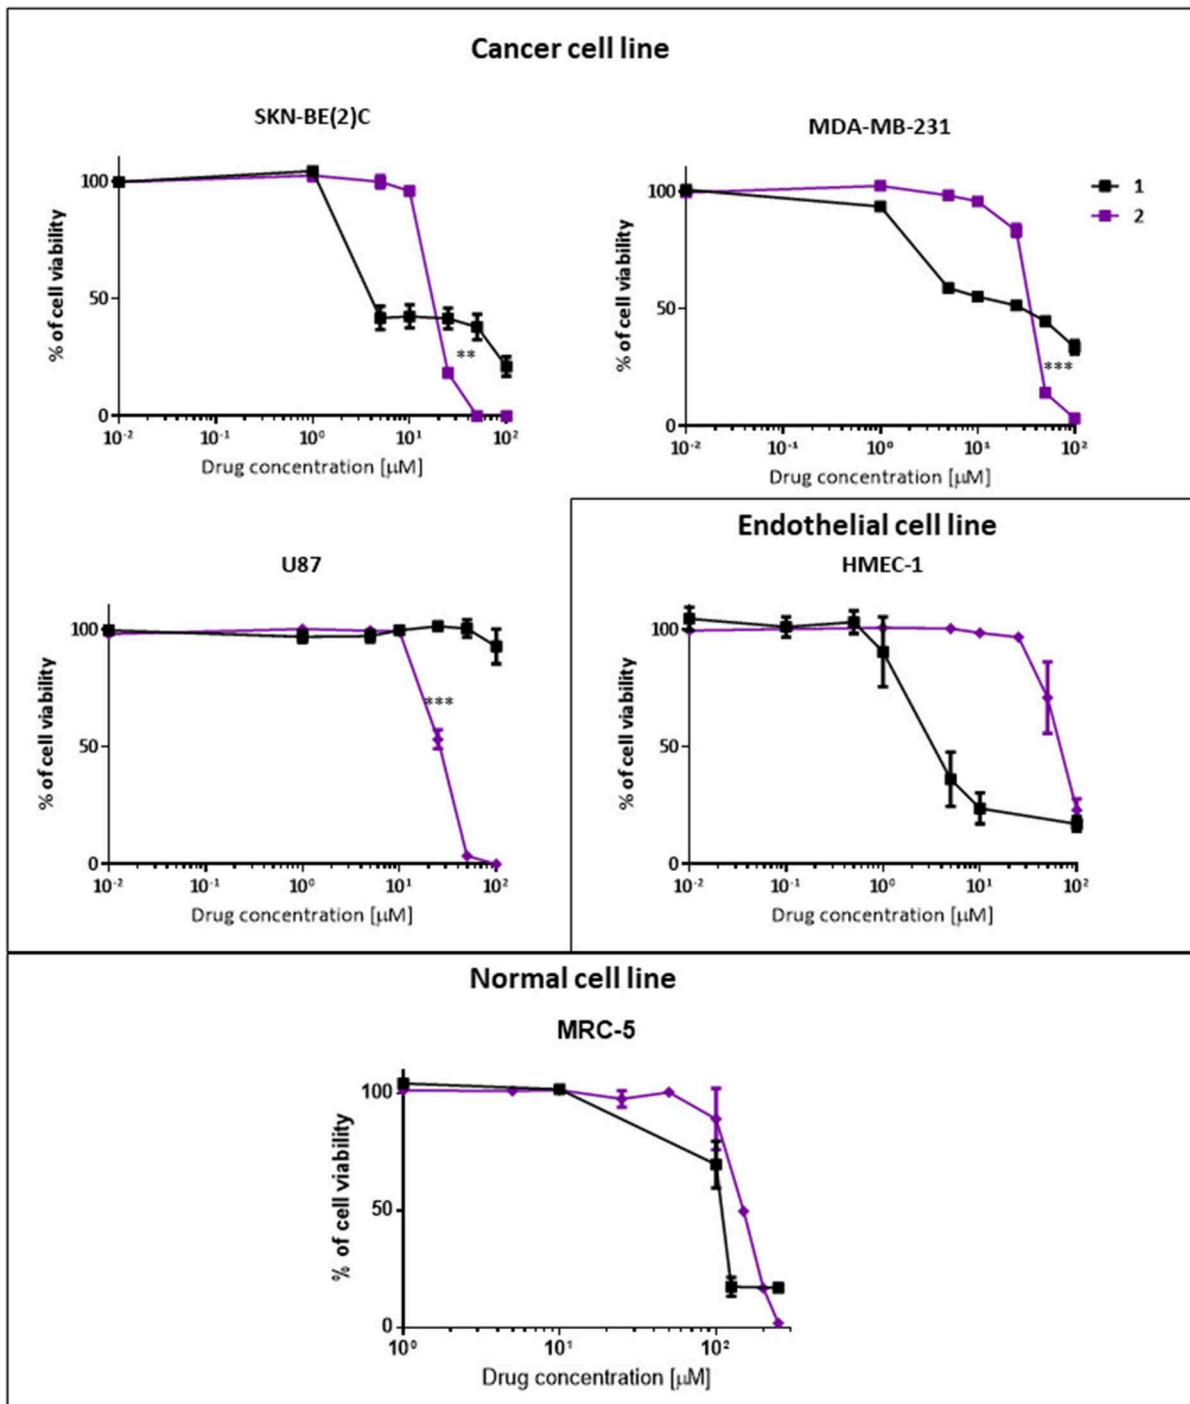 Cancer cell line
SKN-BE(2)C
% of cell viability
100
50
0
**
10⁻² 10⁻¹ 10⁰ 10¹ 10²
Drug concentration [μM]
MDA-MB-231
1
2
% of cell viability
100
50
0
***
10⁻² 10⁻¹ 10⁰ 10¹ 10²
Drug concentration [μM]
U87
% of cell viability
100
50
0
***
10⁻² 10⁻¹ 10⁰ 10¹ 10²
Drug concentration [μM]
Endothelial cell line
HMEC-1
% of cell viability
100
50
0
10⁻² 10⁻¹ 10⁰ 10¹ 10²
Drug concentration [μM]
Normal cell line
MRC-5
% of cell viability
100
50
0
10⁰ 10¹ 10²
Drug concentration [μM]